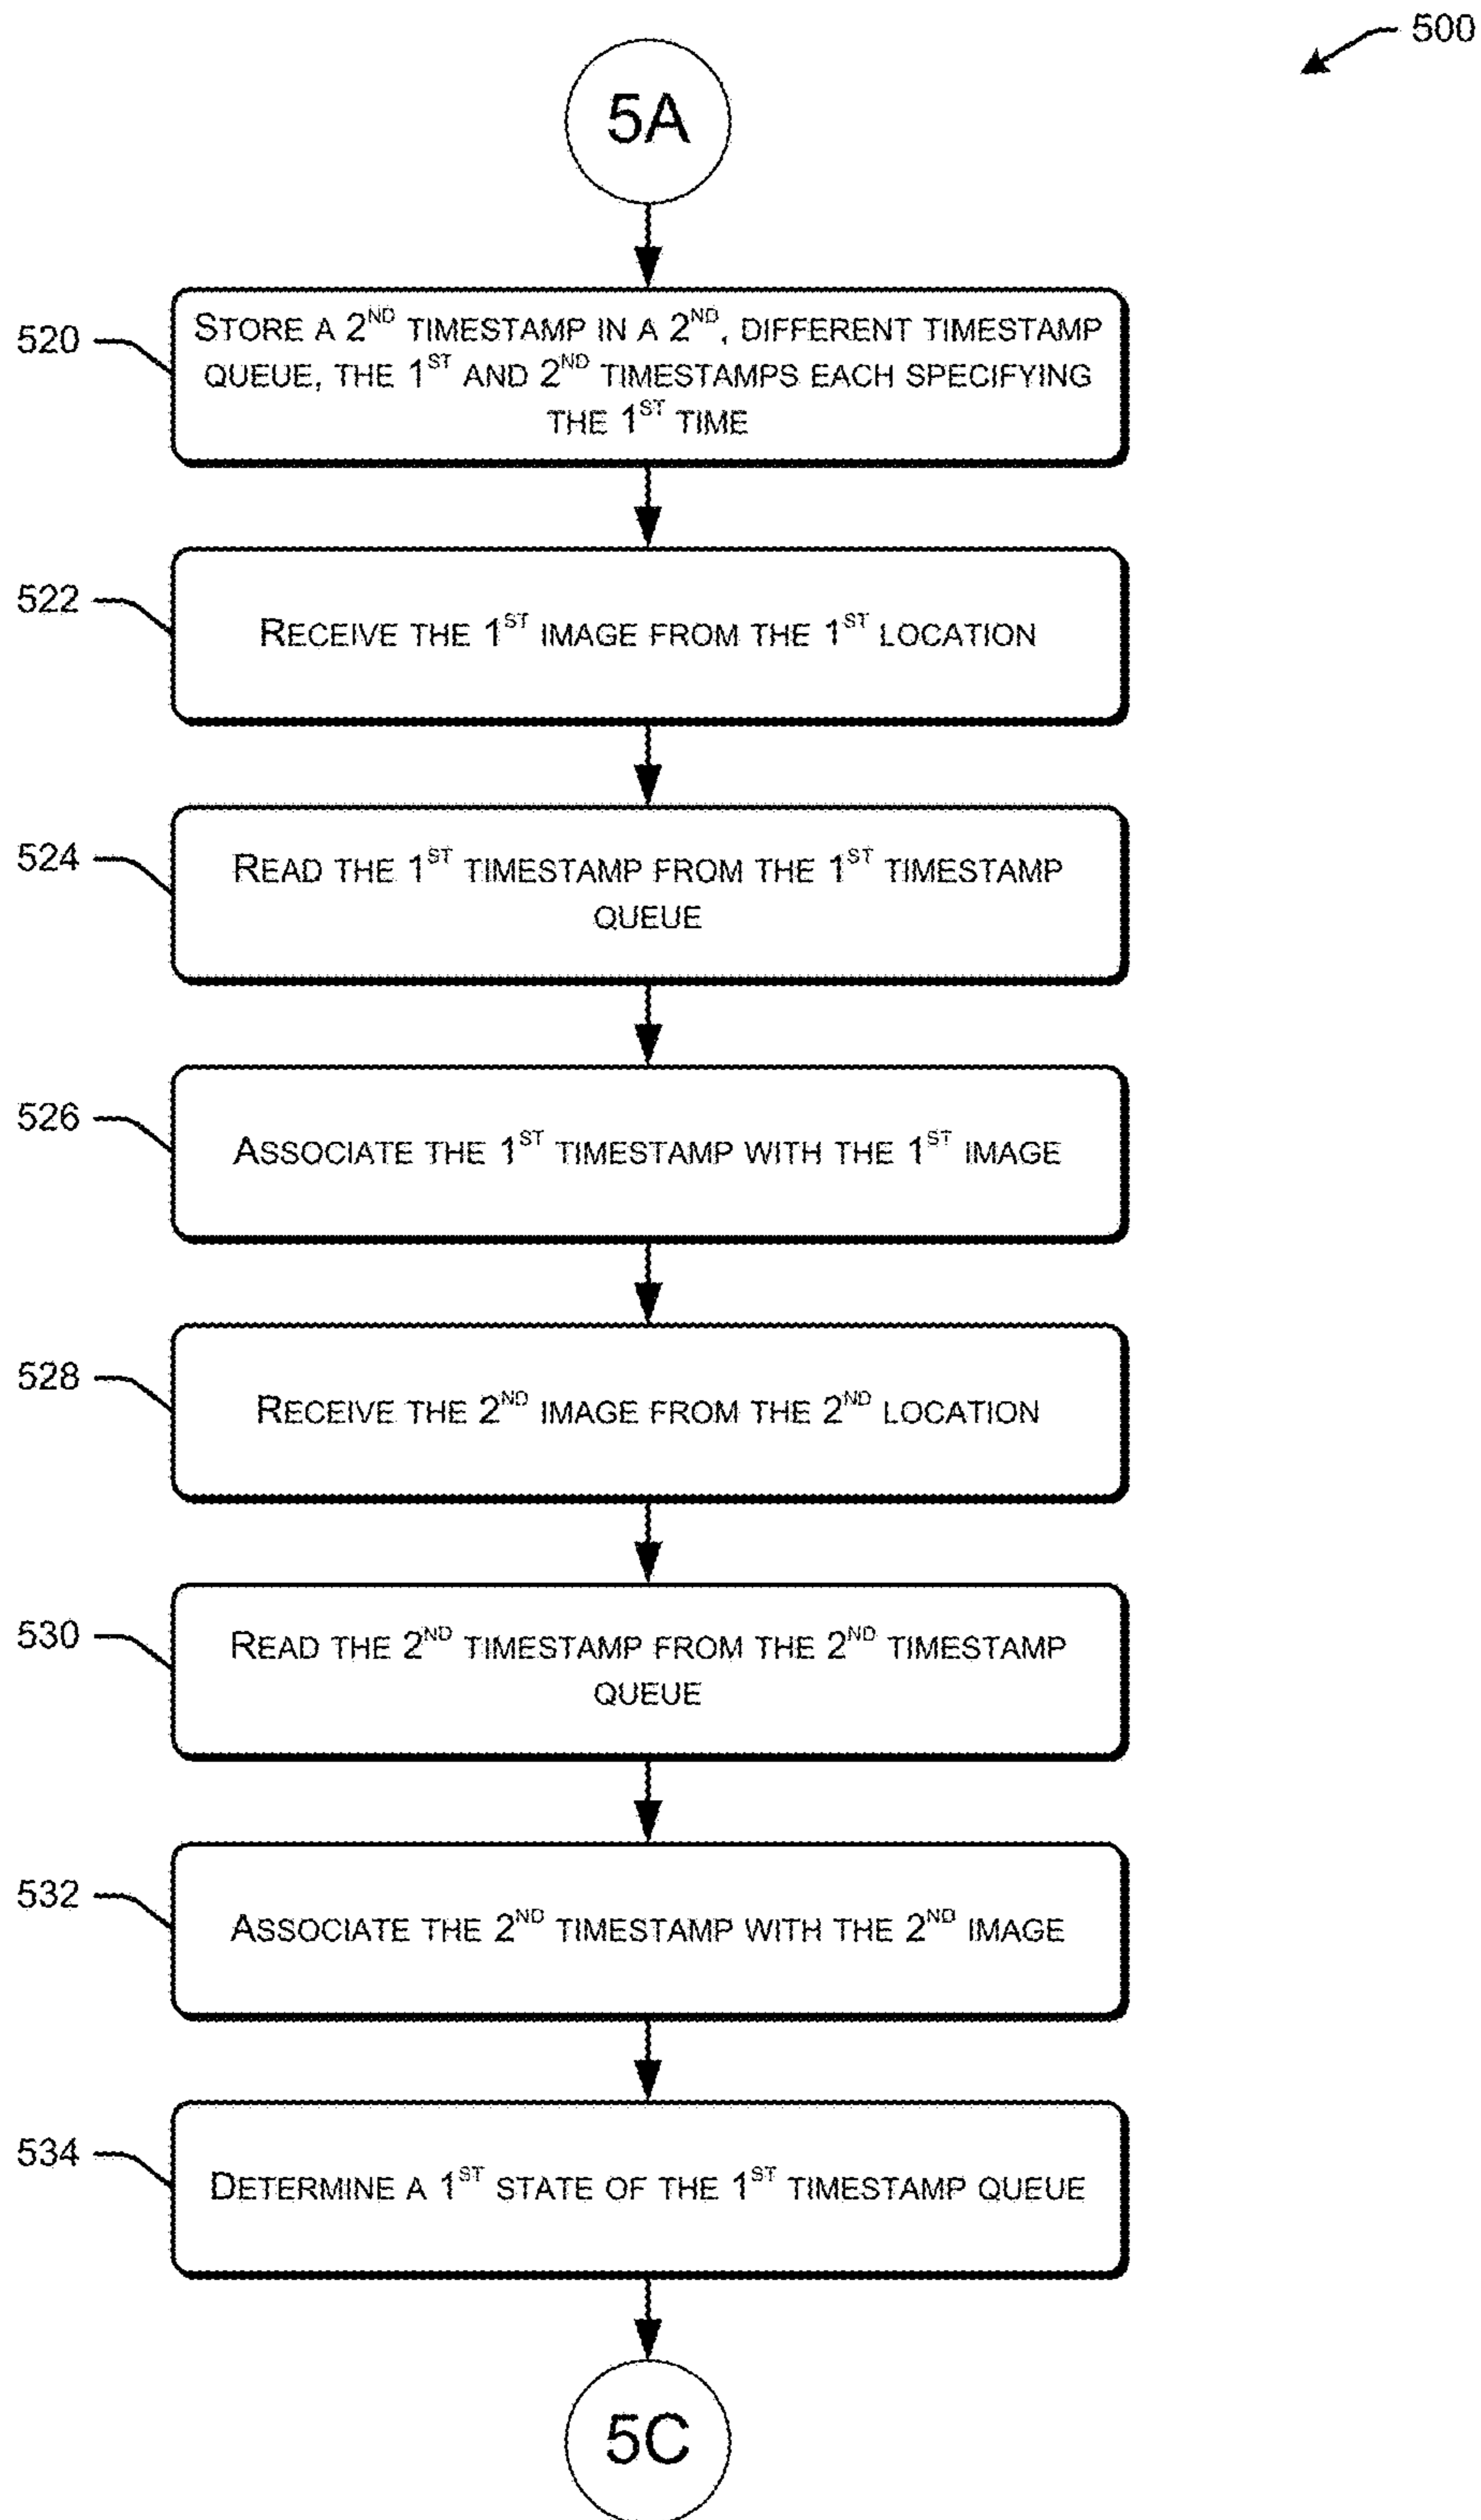 500
5A
520
STORE A 2ND TIMESTAMP IN A 2ND, DIFFERENT TIMESTAMP
QUEUE, THE 1ST AND 2ND TIMESTAMPS EACH SPECIFYING
THE 1ST TIME
522
RECEIVE THE 1ST IMAGE FROM THE 1ST LOCATION
524
READ THE 1ST TIMESTAMP FROM THE 1ST TIMESTAMP
QUEUE
526
ASSOCIATE THE 1ST TIMESTAMP WITH THE 1ST IMAGE
528
RECEIVE THE 2ND IMAGE FROM THE 2ND LOCATION
530
READ THE 2ND TIMESTAMP FROM THE 2ND TIMESTAMP
QUEUE
532
ASSOCIATE THE 2ND TIMESTAMP WITH THE 2ND IMAGE
534
DETERMINE A 1ST STATE OF THE 1ST TIMESTAMP QUEUE
5C